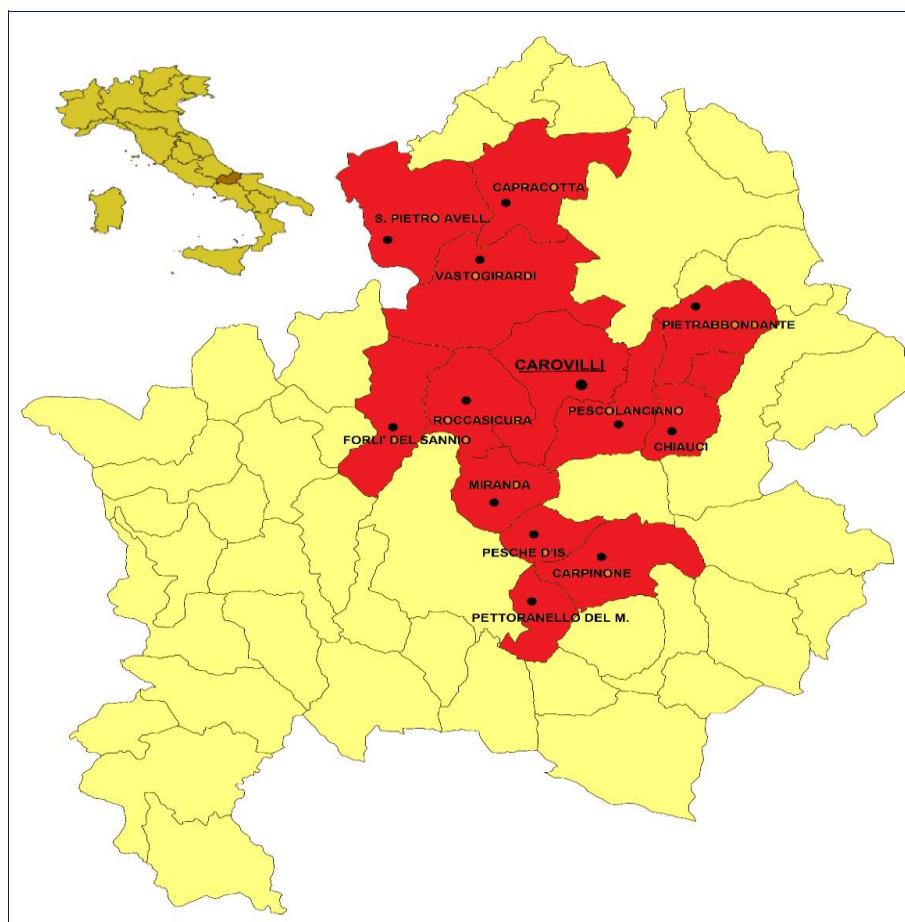 CAPRACOTTA
S. PIETRO AVELL.
VASTOGIRARDI
PIETRABBONDANTE
CAROVILLI
PESCOLANCIANO
ROCCASICURA
FORLI' DEL SANNIO
CHIAUCI
MIRANDA
PESCHE D'IS.
CARPINONE
PETTORANELLO DEL M.